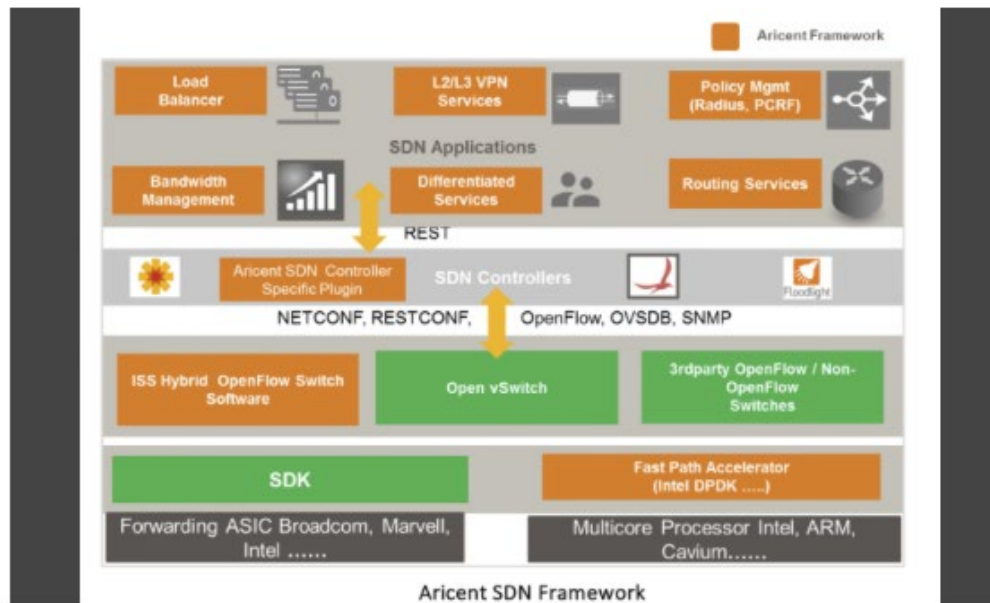 Aricent Framework
Load
Balancer
L2/L3 VPN
Services
Policy Mgmt
(Radius, PCRF)
SDN Applications
Bandwidth
Management
Differentiated
Services
Routing Services
REST
Aricent SDN Controller
Specific Plugin
SDN Controllers
Floodlight
NETCONF, RESTCONF,
OpenFlow, OVSDB, SNMP
ISS Hybrid OpenFlow Switch
Software
Open vSwitch
3rdparty OpenFlow / Non-
OpenFlow
Switches
SDK
Fast Path Accelerator
(Intel DPDK .....)
Forwarding ASIC Broadcom, Marvell,
Intel ......
Multicore Processor Intel, ARM,
Cavium......
Aricent SDN Framework